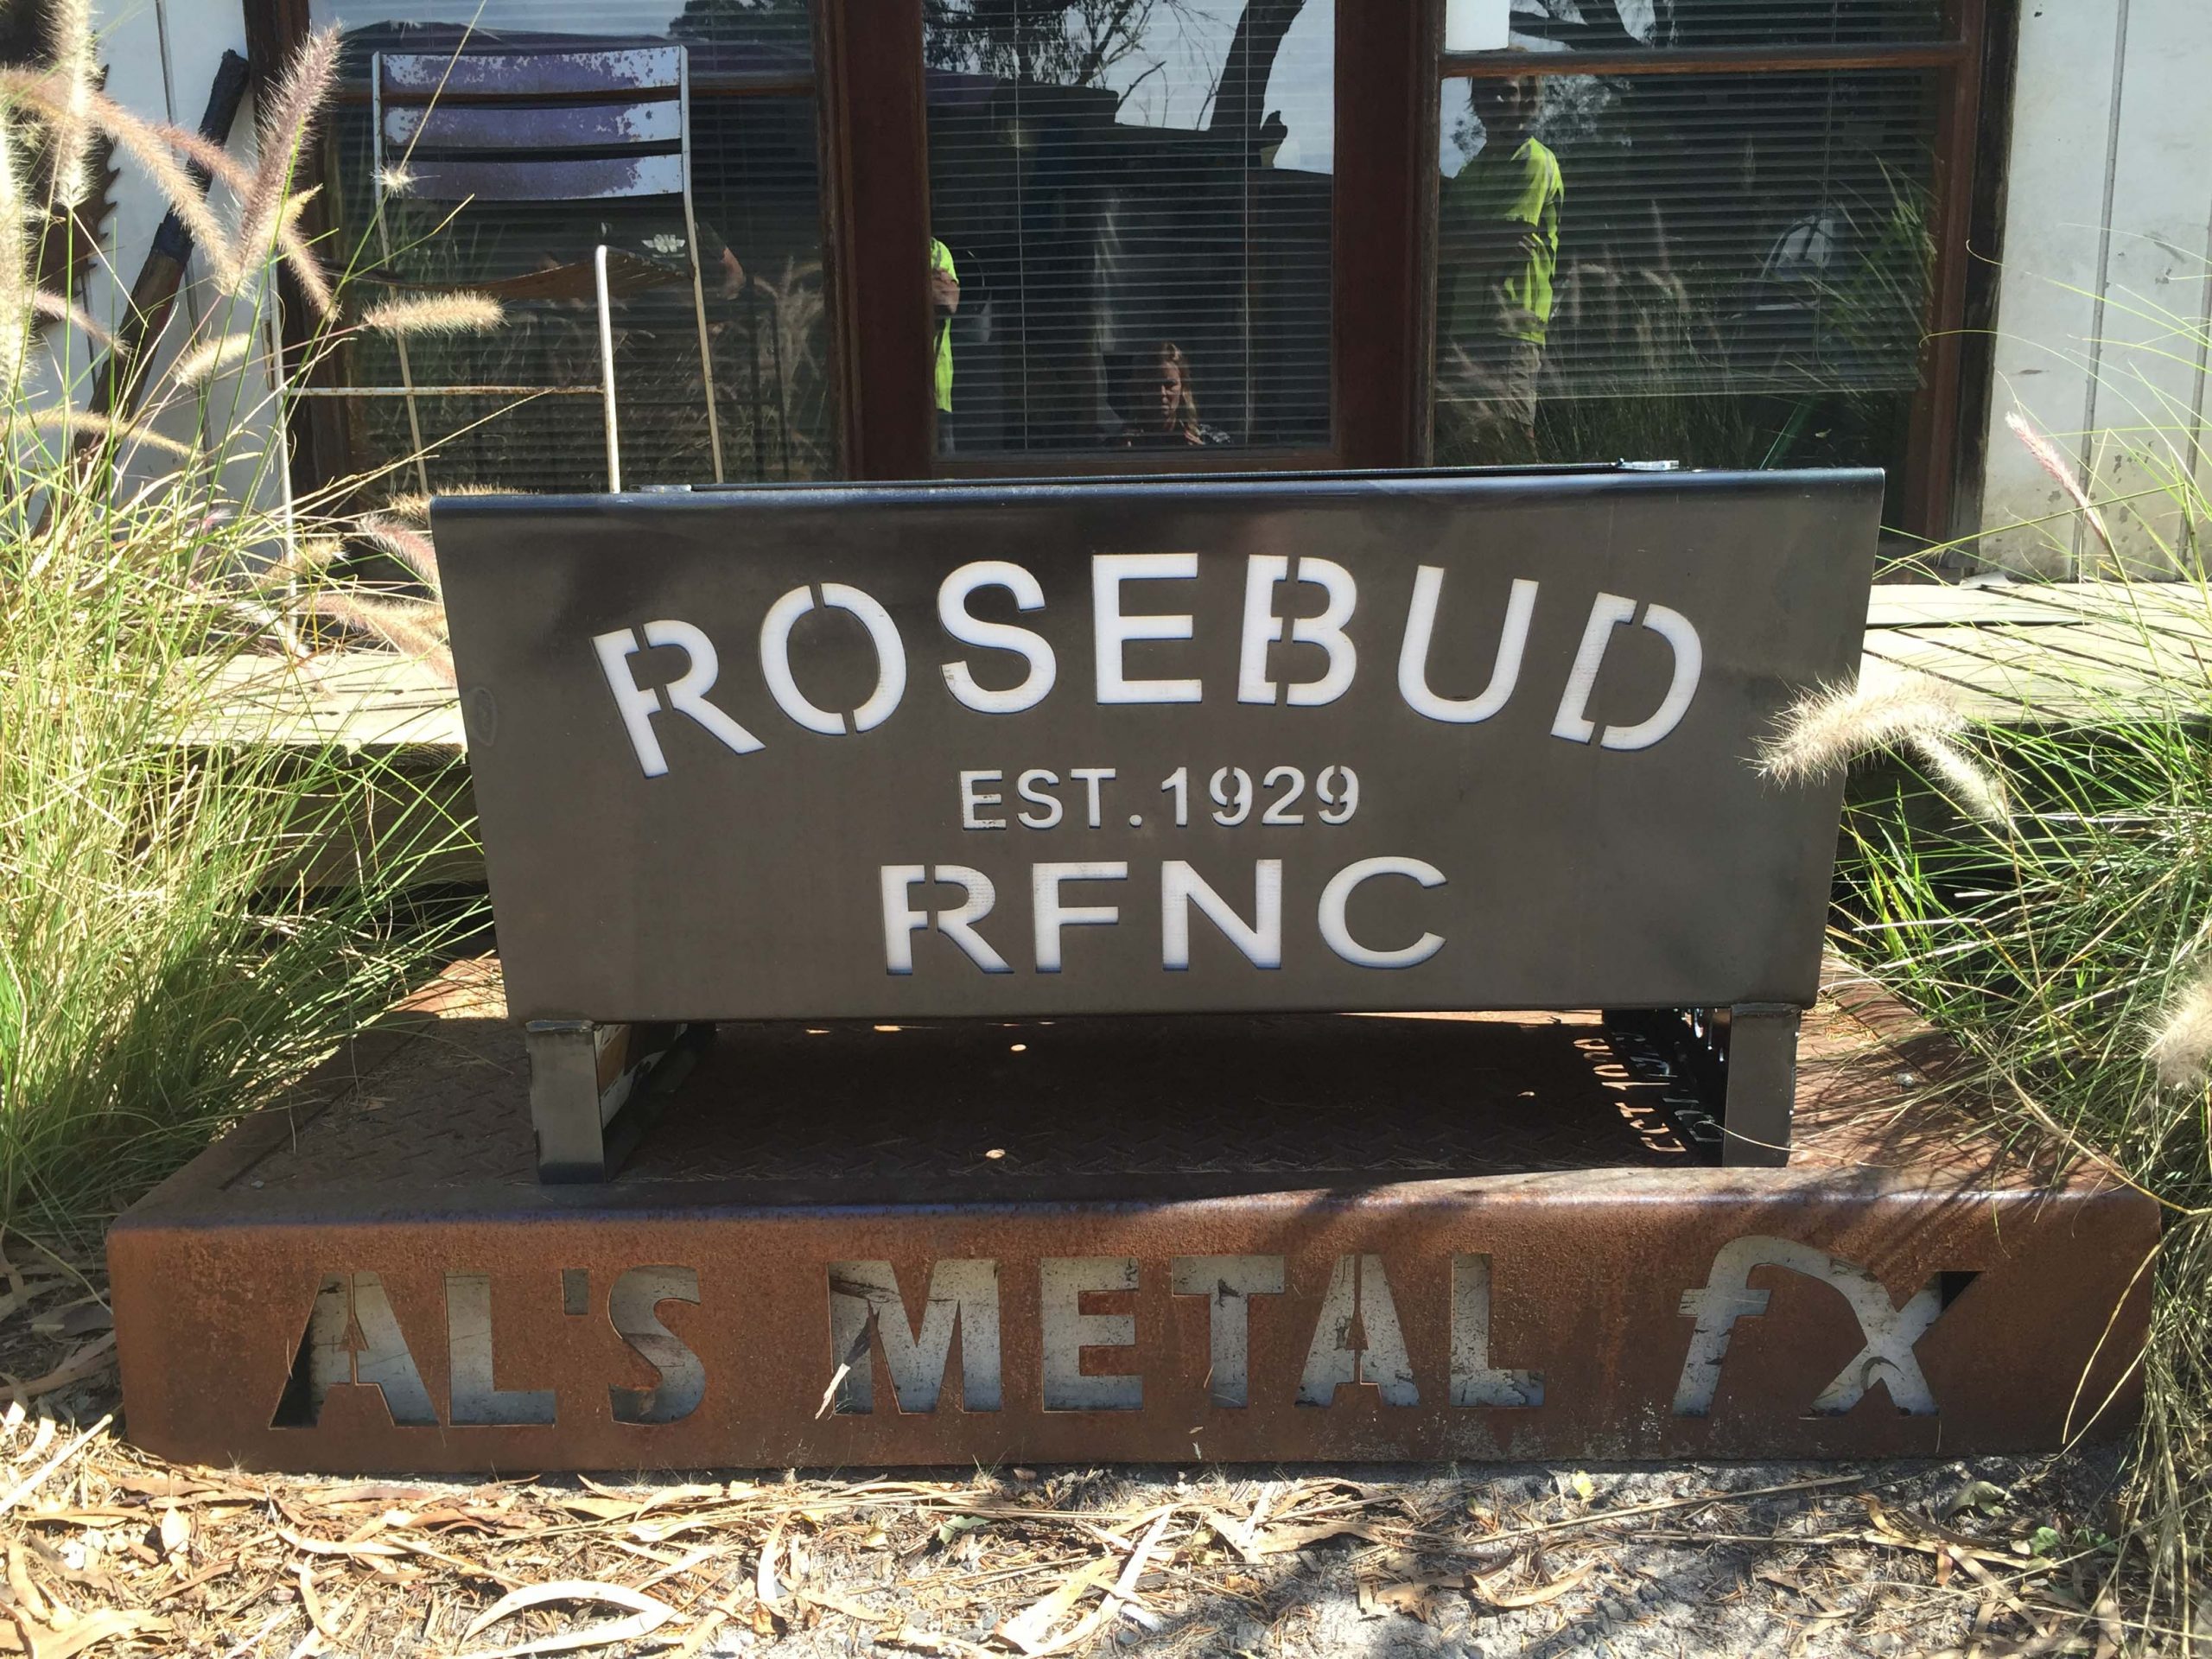 ROSEBUD
EST. 1929
RFNC
AL'S METAL fx